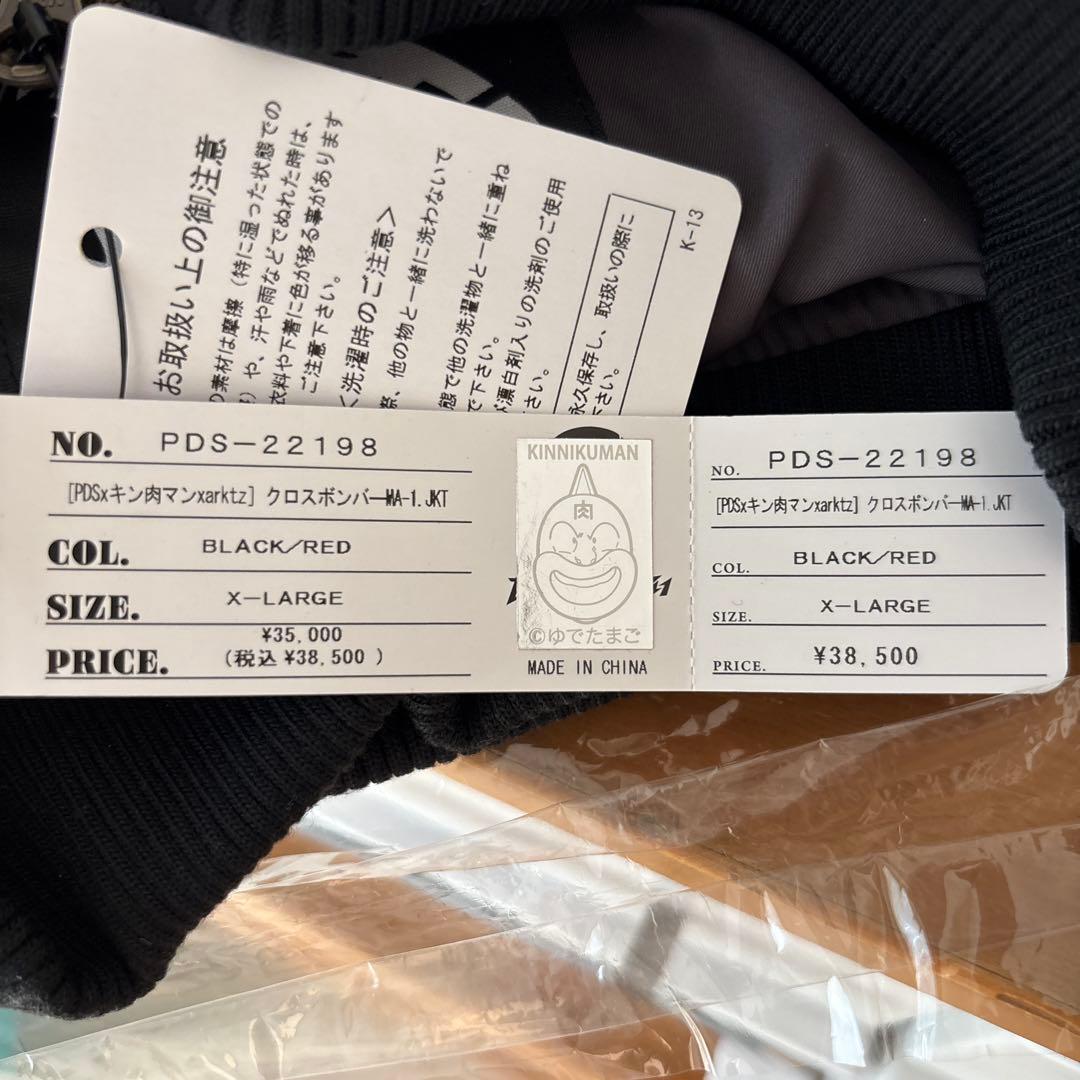 お取扱い上の御注意
の素材は摩擦（特に湿った状態での
）や、汗や雨などでぬれた時は、
衣料や下着に色が移る事があります
ご注意下さい。
く洗濯時のご注意＞
際、他の物と一緒に洗わないで
態で他の洗濯物と一緒に重ね
で下さい。
が漂白剤入りの洗剤のご使用
さい。
永久保存し、取扱いの際に
下さい。
K-13
NO. PDS-22198
[PDSxキン肉マンxarktz] クロスボンバーMA-1.JKT
COL. BLACK/RED
SIZE. X-LARGE
¥35,000
PRICE. (税込 ¥38,500 )
KINNIKUMAN
肉
©ゆでたまご
MADE IN CHINA
NO. PDS-22198
[PDSxキン肉マンxarktz] クロスボンバーMA-1.JKT
COL. BLACK/RED
SIZE. X-LARGE
PRICE. ¥38,500